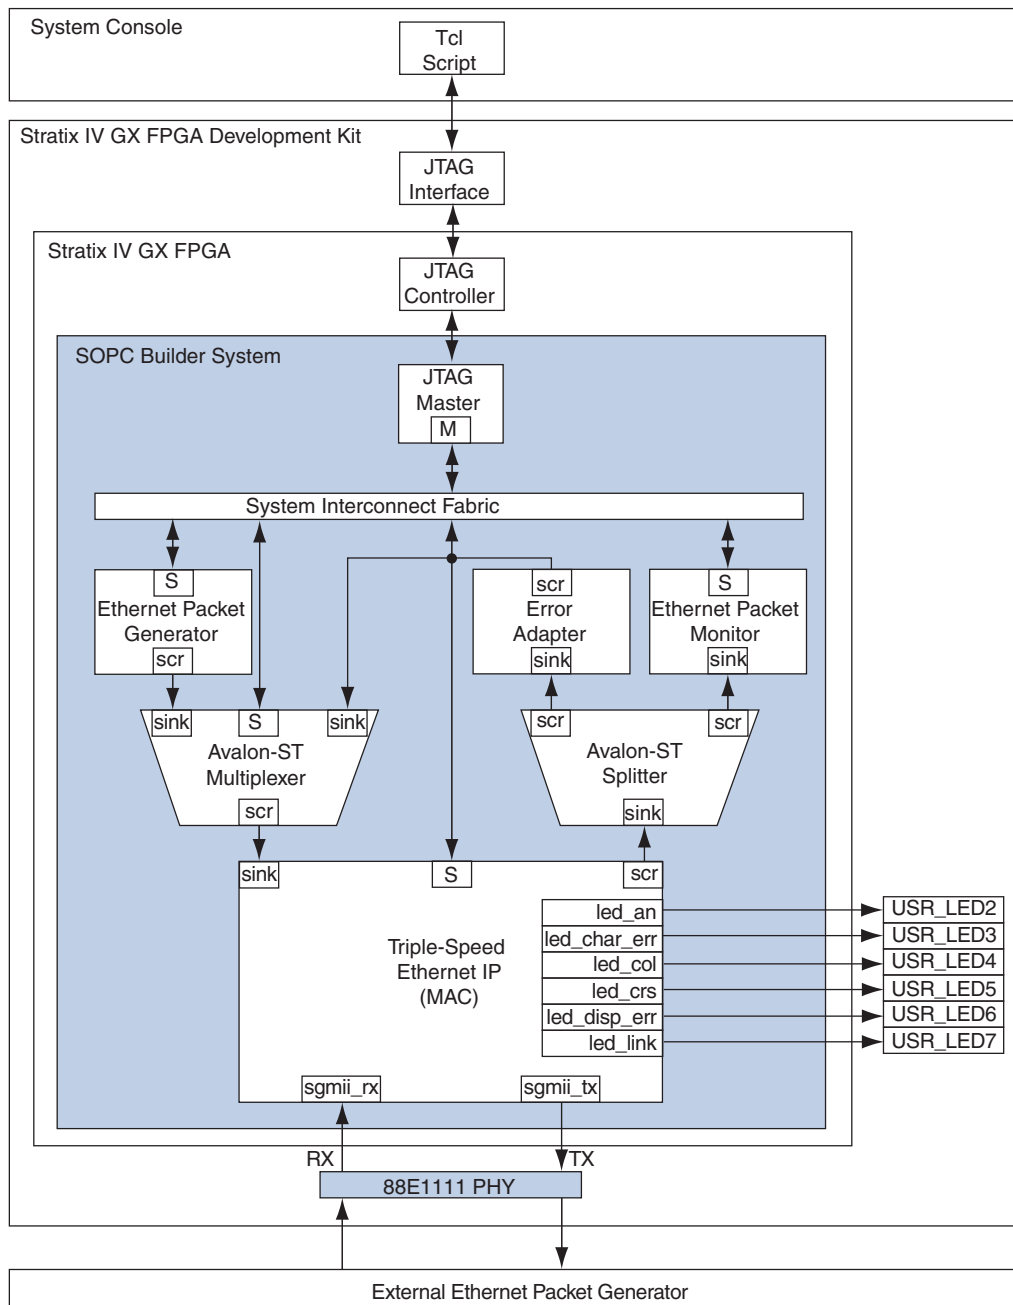 System Console
Tcl
Script
Stratix IV GX FPGA Development Kit
JTAG
Interface
Stratix IV GX FPGA
JTAG
Controller
SOPC Builder System
JTAG
Master
M
System Interconnect Fabric
S
Ethernet Packet
Generator
scr
scr
Error
Adapter
sink
S
Ethernet Packet
Monitor
sink
sink
S
sink
Avalon-ST
Multiplexer
scr
scr
scr
Avalon-ST
Splitter
sink
sink
S
scr
Triple-Speed
Ethernet IP
(MAC)
led_an
led_char_err
led_col
led_crs
led_disp_err
led_link
USR_LED2
USR_LED3
USR_LED4
USR_LED5
USR_LED6
USR_LED7
sgmii_rx
sgmii_tx
RX
TX
88E1111 PHY
External Ethernet Packet Generator